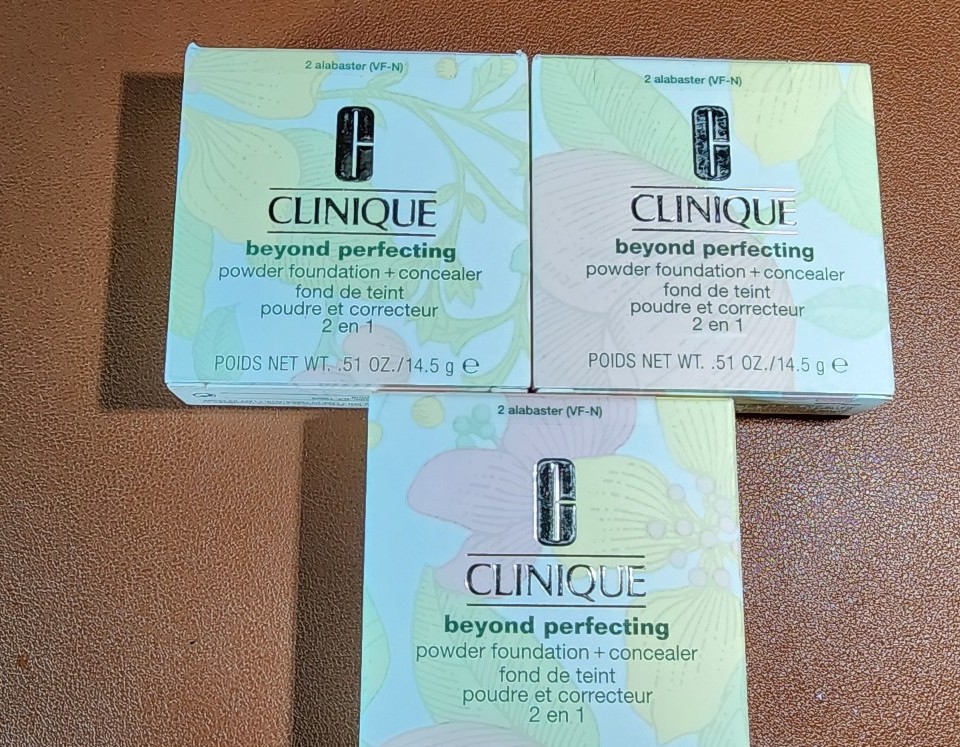 2 alabaster (VF-N)
CLINIQUE
beyond perfecting
powder foundation + concealer
fond de teint
poudre et correcteur
2 en 1
POIDS NET WT. .51 OZ./14.5 g e
2 alabaster (VF-N)
CLINIQUE
beyond perfecting
powder foundation + concealer
fond de teint
poudre et correcteur
2 en 1
POIDS NET WT. .51 OZ./14.5 g e
2 alabaster (VF-N)
CLINIQUE
beyond perfecting
powder foundation + concealer
fond de teint
poudre et correcteur
2 en 1